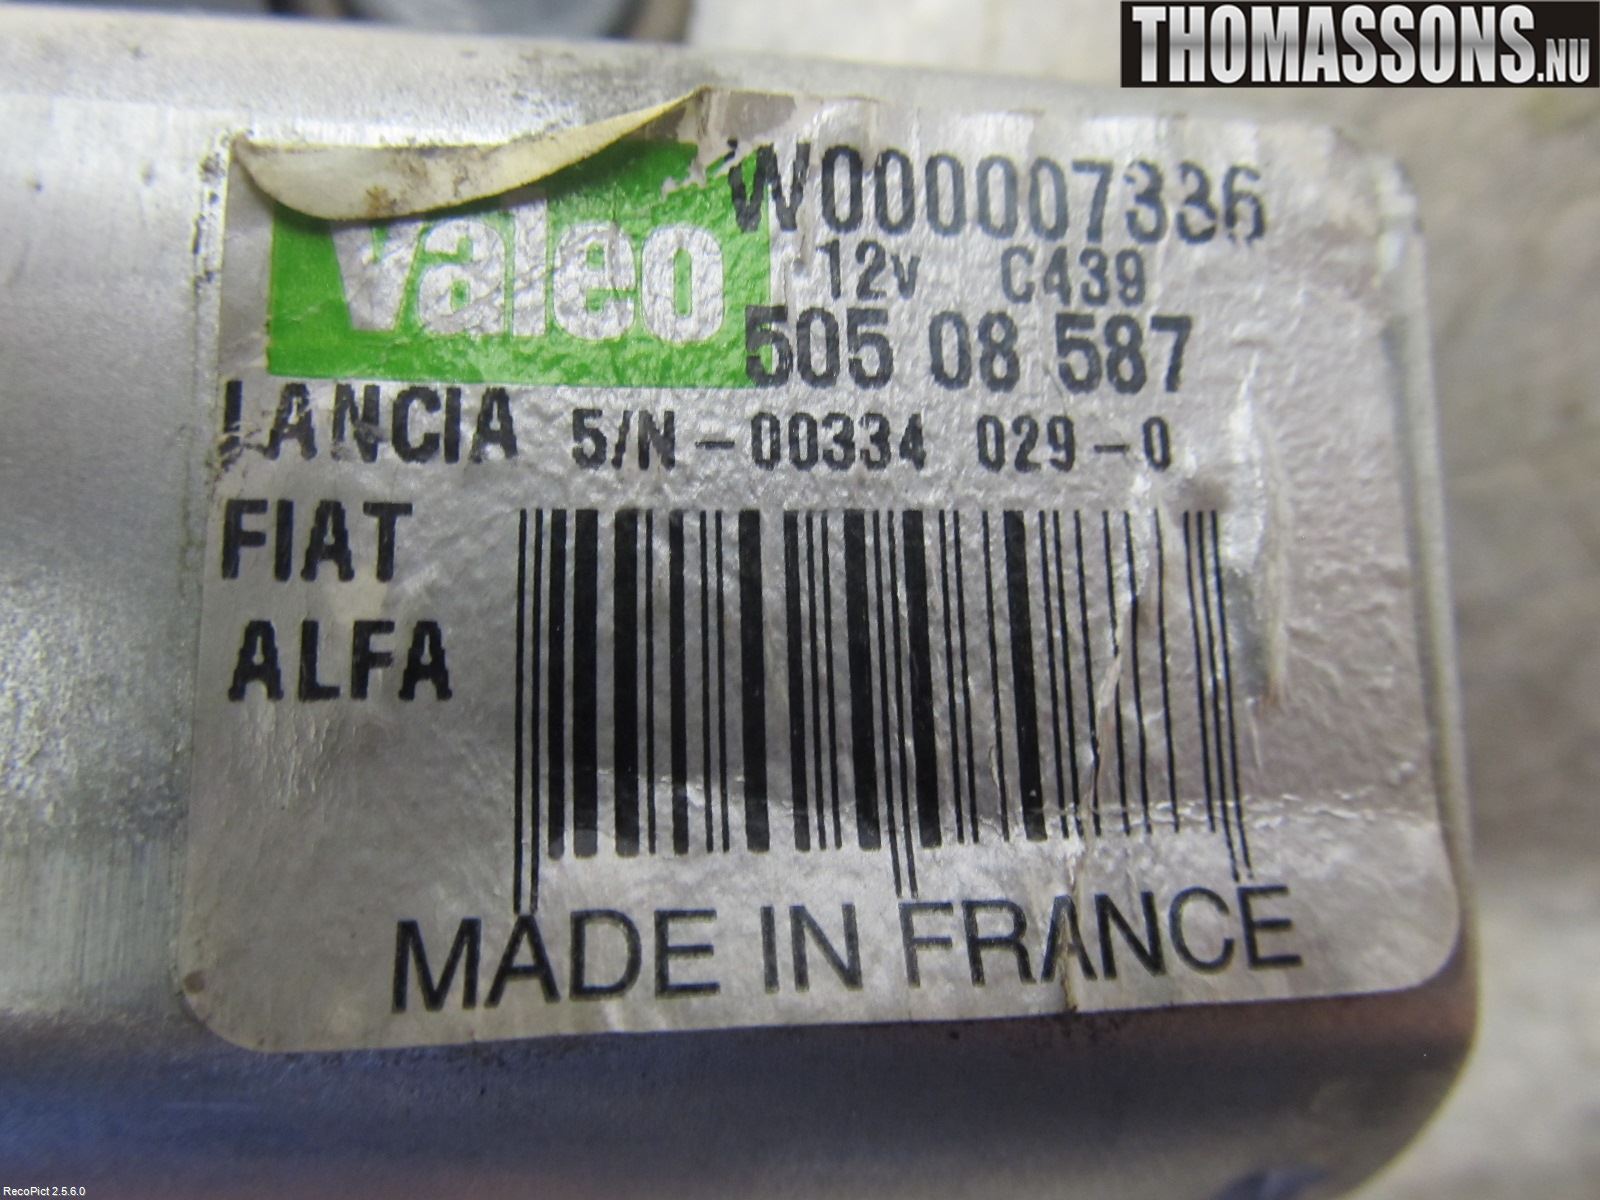 THOMASSONS.NU
valeo
W000007336
12V C439
505 08 587
LANCIA 5/N-00334 029-0
FIAT
ALFA
MADE IN FRANCE
RecoPict 2.5.6.0